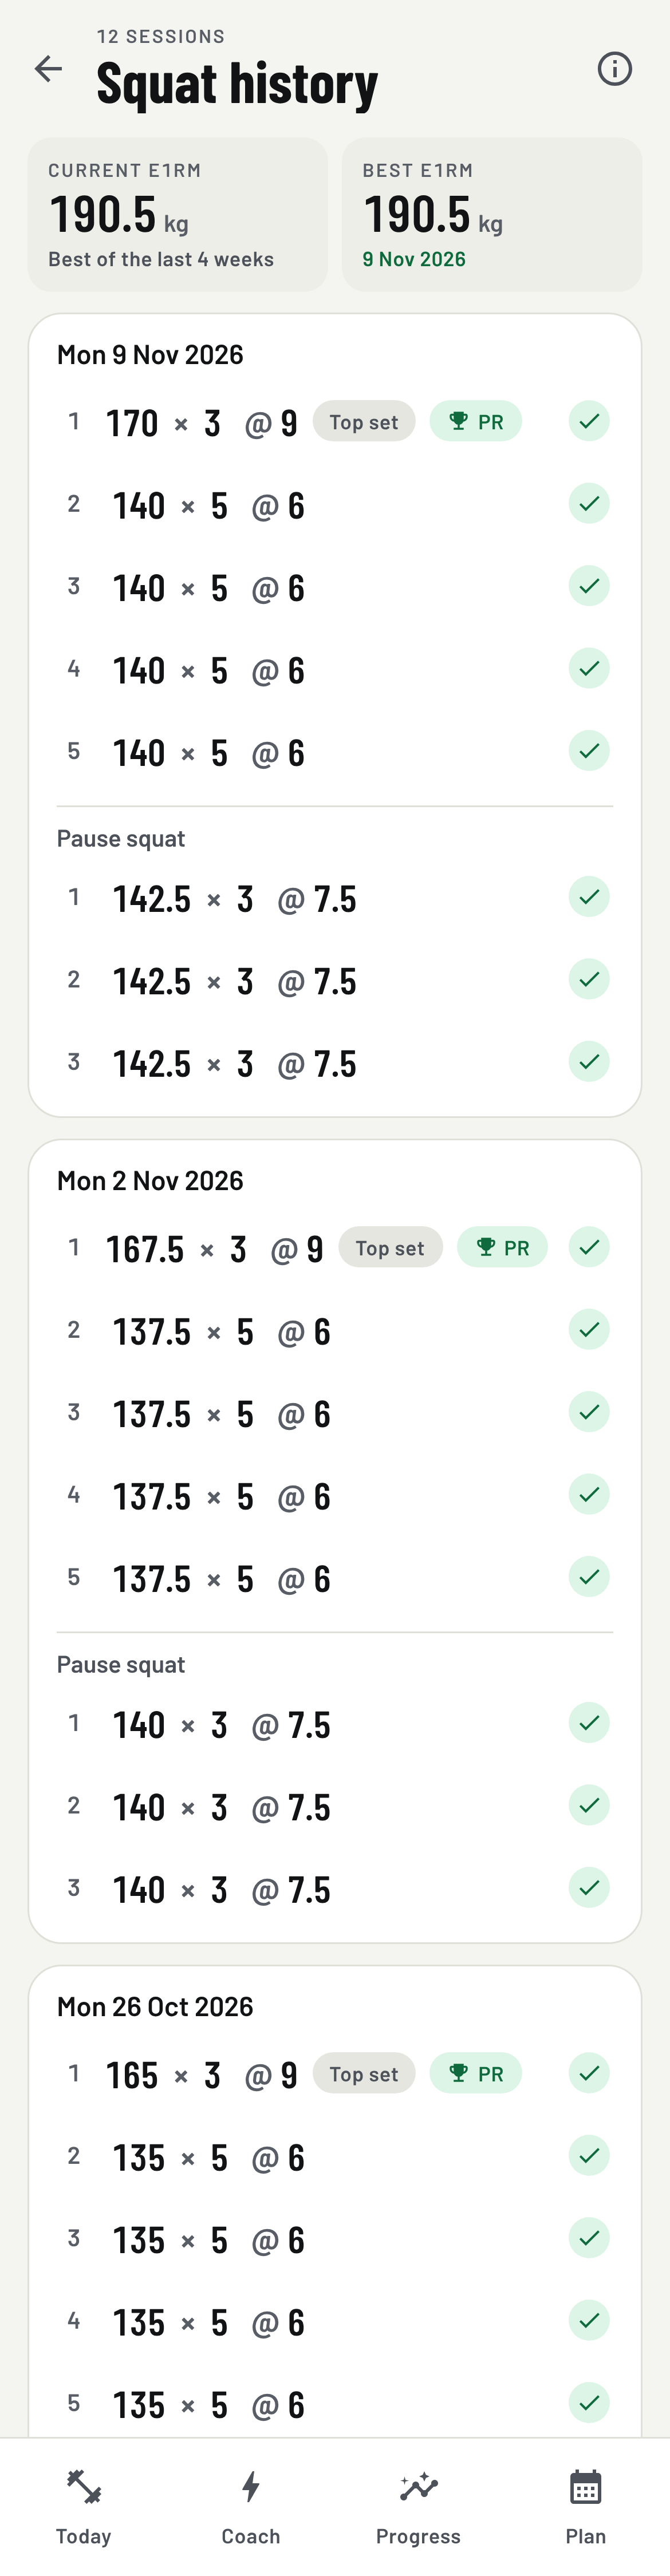 12 SESSIONS
Squat history
CURRENT E1RM
190.5 kg
Best of the last 4 weeks
BEST E1RM
190.5 kg
9 Nov 2026
Mon 9 Nov 2026
1 170 × 3 @ 9 Top set PR
2 140 × 5 @ 6
3 140 × 5 @ 6
4 140 × 5 @ 6
5 140 × 5 @ 6
Pause squat
1 142.5 × 3 @ 7.5
2 142.5 × 3 @ 7.5
3 142.5 × 3 @ 7.5
Mon 2 Nov 2026
1 167.5 × 3 @ 9 Top set PR
2 137.5 × 5 @ 6
3 137.5 × 5 @ 6
4 137.5 × 5 @ 6
5 137.5 × 5 @ 6
Pause squat
1 140 × 3 @ 7.5
2 140 × 3 @ 7.5
3 140 × 3 @ 7.5
Mon 26 Oct 2026
1 165 × 3 @ 9 Top set PR
2 135 × 5 @ 6
3 135 × 5 @ 6
4 135 × 5 @ 6
5 135 × 5 @ 6
Today Coach Progress Plan